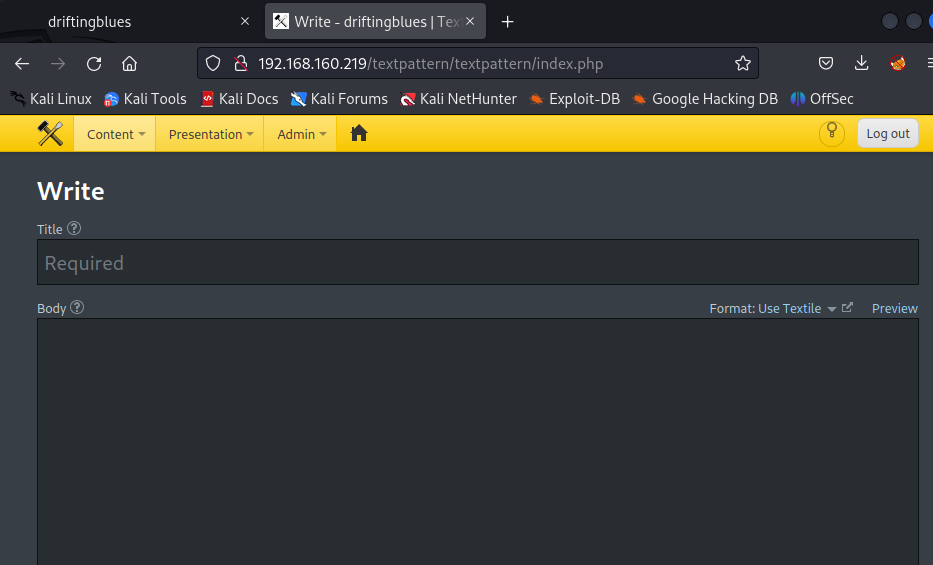 driftingblues
Write - driftingblues | Tex
192.168.160.219/textpattern/textpattern/index.php
Kali Linux Kali Tools Kali Docs Kali Forums Kali NetHunter Exploit-DB Google Hacking DB OffSec
Content Presentation Admin Log out
Write
Title
Required
Body Format: Use Textile Preview